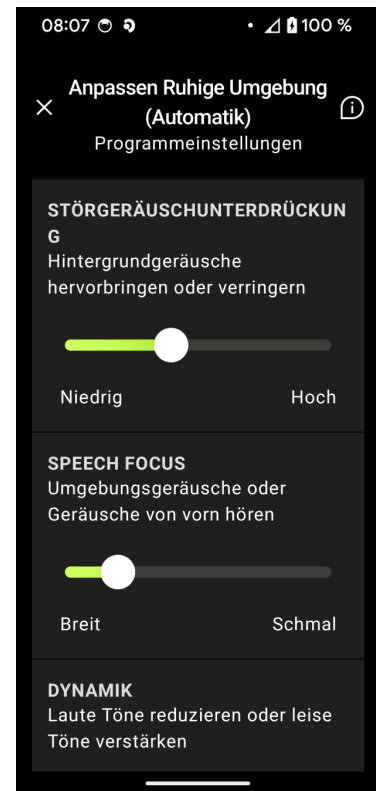 08:07 100 %
Anpassen Ruhige Umgebung
(Automatik)
Programmeinstellungen
STÖRGERÄUSCHUNTERDRÜCKUN
G
Hintergrundgeräusche
hervorbringen oder verringern
Niedrig Hoch
SPEECH FOCUS
Umgebungsgeräusche oder
Geräusche von vorn hören
Breit Schmal
DYNAMIK
Laute Töne reduzieren oder leise
Töne verstärken